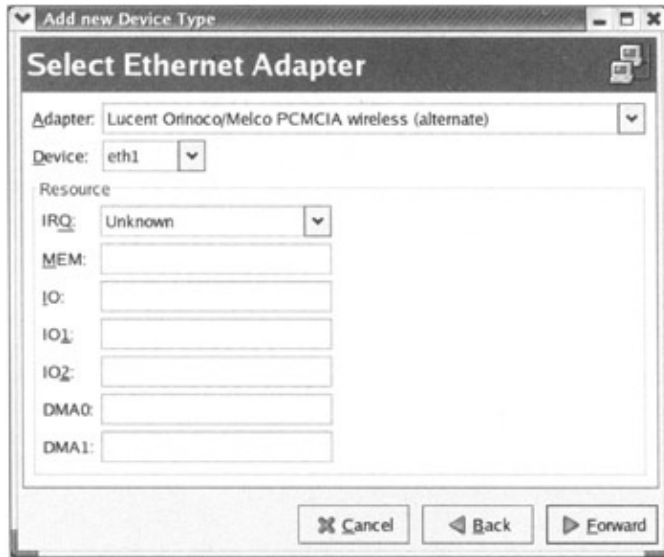 Add new Device Type
Select Ethernet Adapter
Adapter: Lucent Orinoco/Melco PCMCIA wireless (alternate)
Device: eth1
Resource
IRQ: Unknown
MEM:
IO:
IO1:
IO2:
DMA0:
DMA1:
Cancel Back Forward